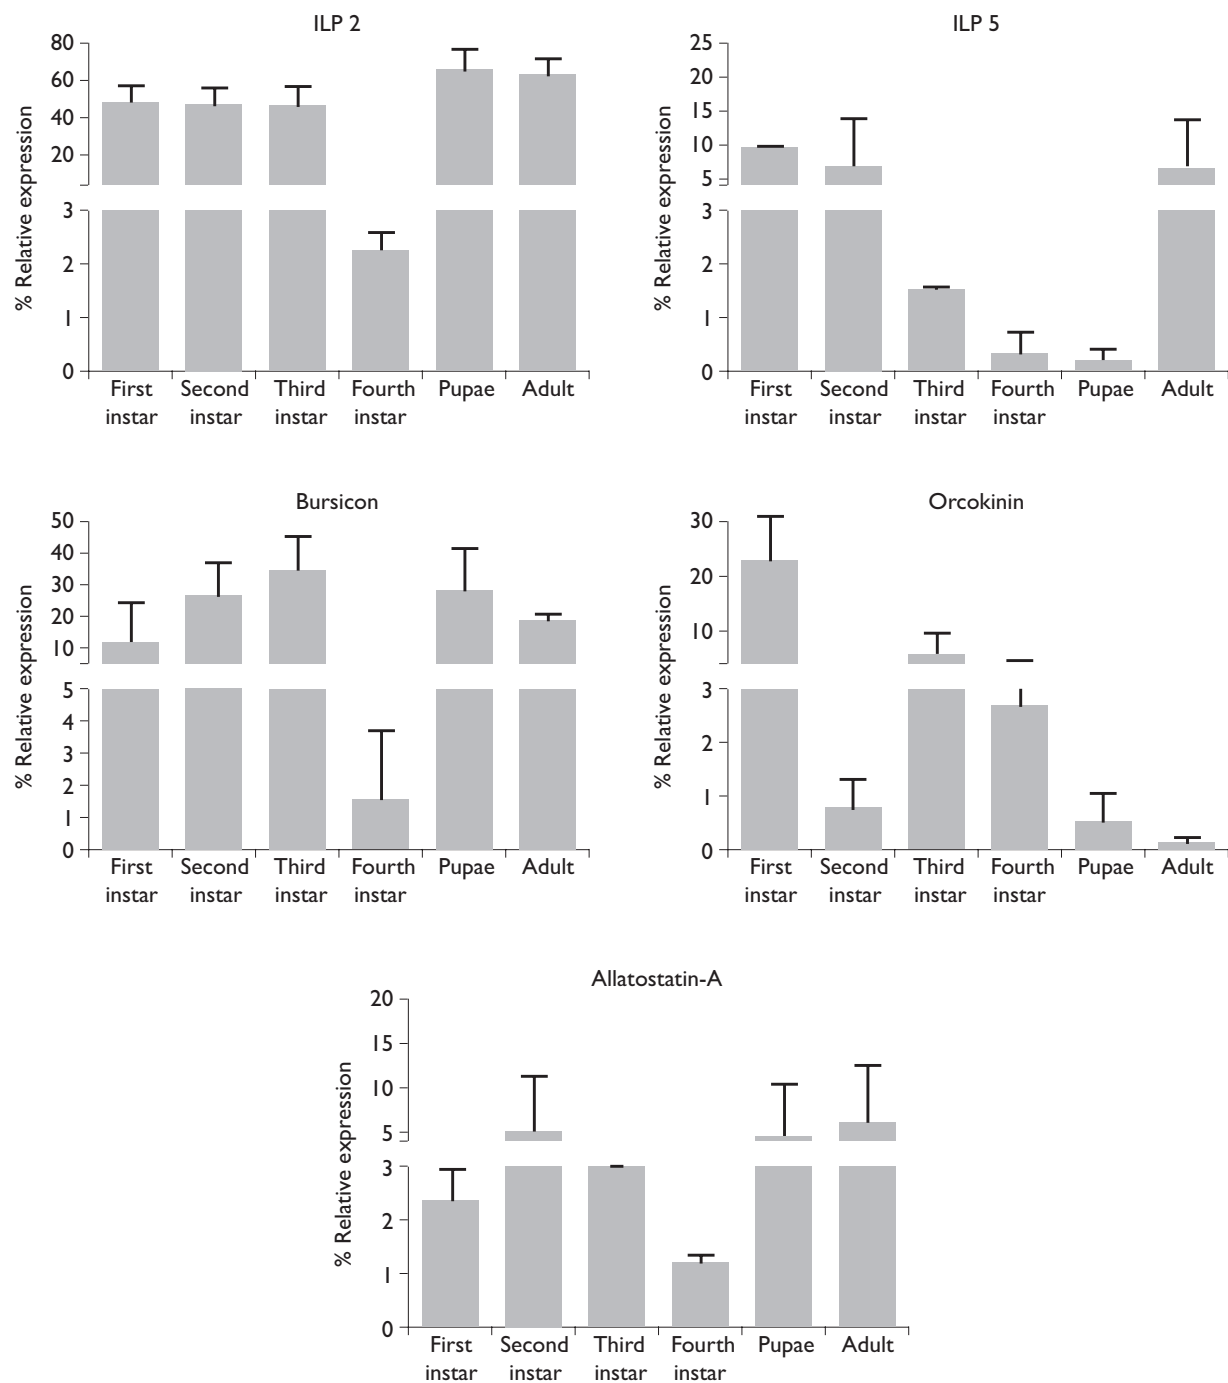 ILP 2
80
60
40
20
3
2
1
0
% Relative expression
First instar
Second instar
Third instar
Fourth instar
Pupae
Adult
ILP 5
25
20
15
10
5
3
2
1
0
% Relative expression
First instar
Second instar
Third instar
Fourth instar
Pupae
Adult
Bursicon
50
40
30
20
10
5
4
3
2
1
0
% Relative expression
First instar
Second instar
Third instar
Fourth instar
Pupae
Adult
Orcokinin
30
20
10
3
2
1
0
% Relative expression
First instar
Second instar
Third instar
Fourth instar
Pupae
Adult
Allatostatin-A
20
15
10
5
3
2
1
0
% Relative expression
First instar
Second instar
Third instar
Fourth instar
Pupae
Adult